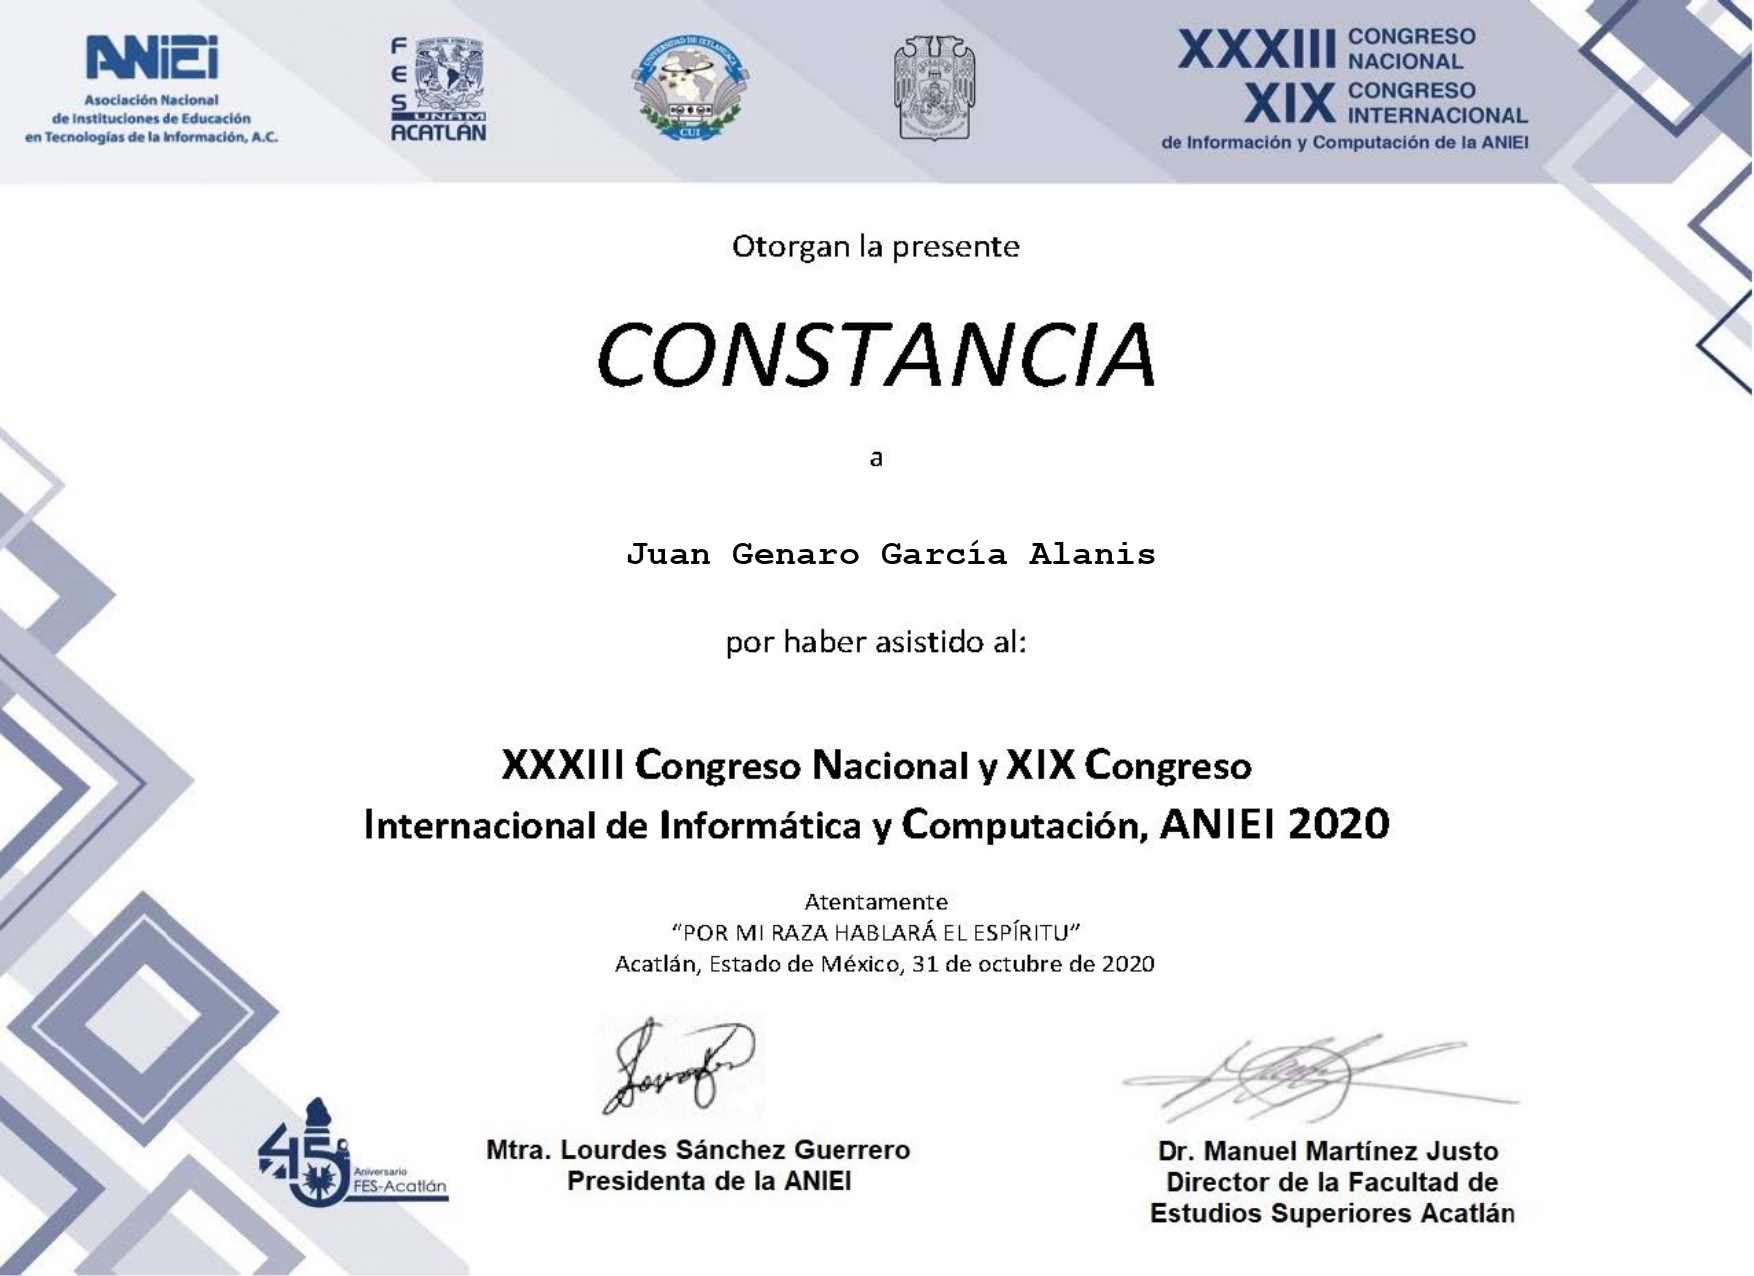 ANIEI
Asociación Nacional
de Instituciones de Educación
en Tecnologías de la Información, A.C.
FES
UNAM
ACATLÁN
UNIVERSIDAD DE IXTLAHUACA
CUI
XXXIII CONGRESO NACIONAL
XIX CONGRESO INTERNACIONAL
de Información y Computación de la ANIEI
Otorgan la presente
CONSTANCIA
a
Juan Genaro García Alanis
por haber asistido al:
XXXIII Congreso Nacional y XIX Congreso
Internacional de Informática y Computación, ANIEI 2020
Atentamente
“POR MI RAZA HABLARÁ EL ESPÍRITU”
Acatlán, Estado de México, 31 de octubre de 2020
45
Aniversario
FES-Acatlán
Mtra. Lourdes Sánchez Guerrero
Presidenta de la ANIEI
Dr. Manuel Martínez Justo
Director de la Facultad de
Estudios Superiores Acatlán